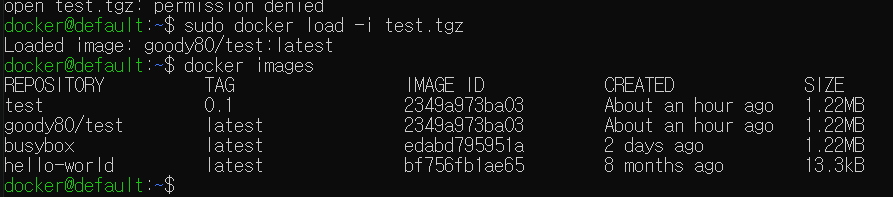 open test.tgz: permission denied
docker@default:~$ sudo docker load -i test.tgz
Loaded image: goody80/test:latest
docker@default:~$ docker images
REPOSITORY TAG IMAGE ID CREATED SIZE
test 0.1 2349a973ba03 About an hour ago 1.22MB
goody80/test latest 2349a973ba03 About an hour ago 1.22MB
busybox latest edabd795951a 2 days ago 1.22MB
hello-world latest bf756fb1ae65 8 months ago 13.3kB
docker@default:~$